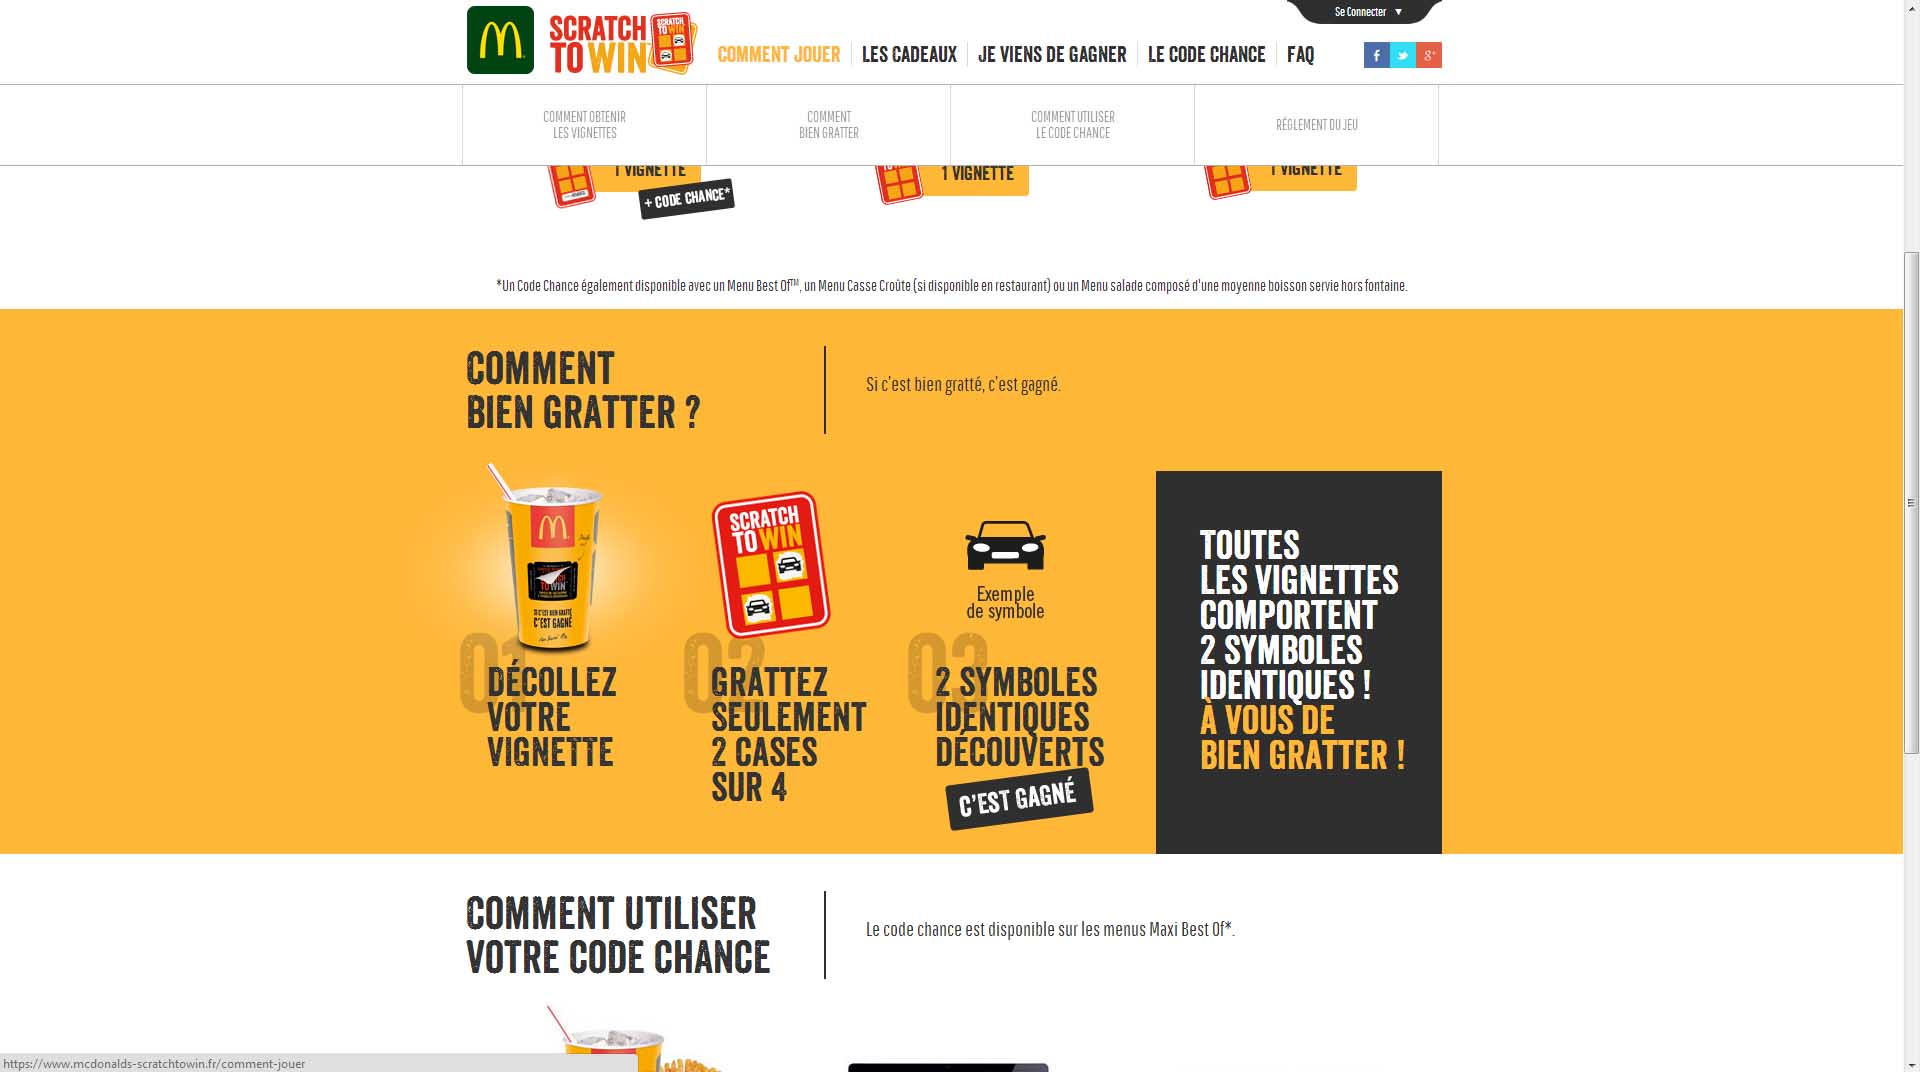 Se Connecter ▼
SCRATCH
TO WIN
SCRATCH
TO WIN
COMMENT JOUER
LES CADEAUX
JE VIENS DE GAGNER
LE CODE CHANCE
FAQ
COMMENT OBTENIR
LES VIGNETTES
COMMENT
BIEN GRATTER
COMMENT UTILISER
LE CODE CHANCE
RÉGLEMENT DU JEU
1 VIGNETTE
+ CODE CHANCE*
1 VIGNETTE
1 VIGNETTE
*Un Code Chance également disponible avec un Menu Best Of™, un Menu Casse Croûte (si disponible en restaurant) ou un Menu salade composé d'une moyenne boisson servie hors fontaine.
COMMENT
BIEN GRATTER ?
Si c'est bien gratté, c'est gagné.
SI C'EST BIEN GRATTÉ
C'EST GAGNÉ
01
DÉCOLLEZ
VOTRE
VIGNETTE
SCRATCH
TO WIN
02
GRATTEZ
SEULEMENT
2 CASES
SUR 4
Exemple
de symbole
03
2 SYMBOLES
IDENTIQUES
DÉCOUVERTS
C'EST GAGNÉ
TOUTES
LES VIGNETTES
COMPORTENT
2 SYMBOLES
IDENTIQUES !
À VOUS DE
BIEN GRATTER !
COMMENT UTILISER
VOTRE CODE CHANCE
Le code chance est disponible sur les menus Maxi Best Of*.
https://www.mcdonalds-scratchtowin.fr/comment-jouer